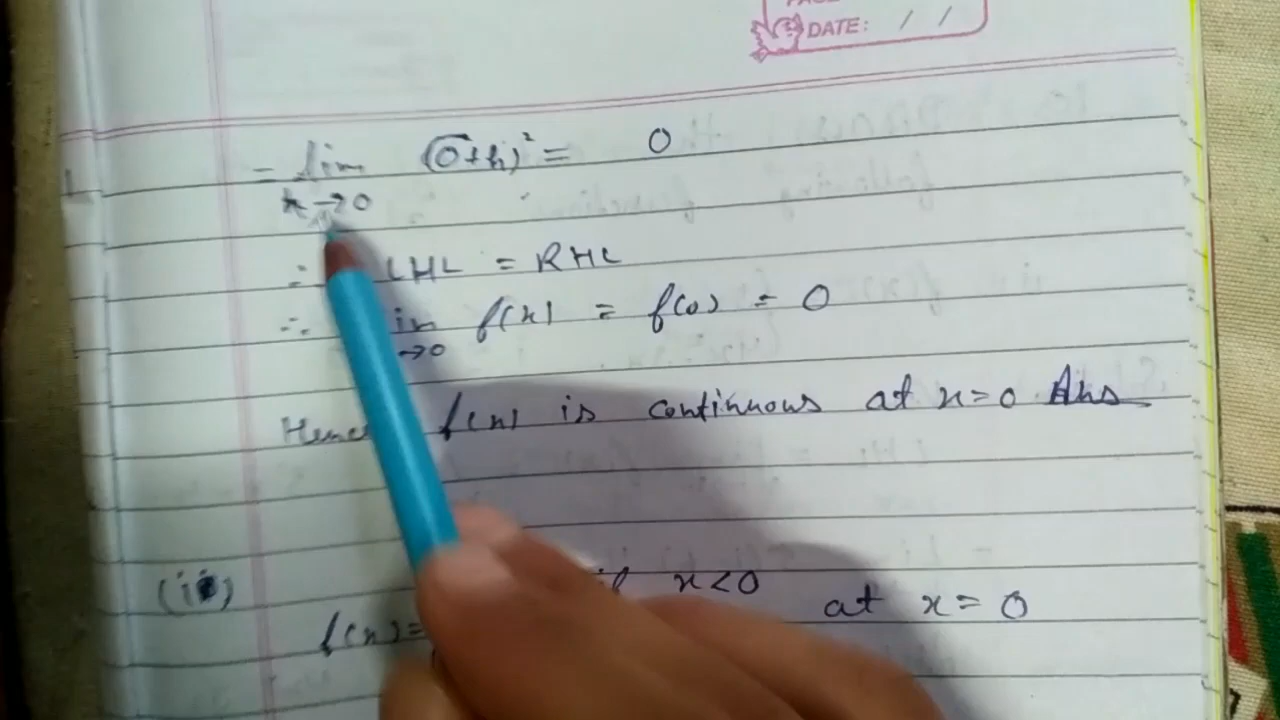 DATE: / /
= lim (0+h)² = 0
h→0
∴ LHL = RHL
∴ f(x) = f(0) = 0
→0
Hence f(x) is continuous at x=0 Ans
(ii) if x<0 at x=0
f(x)=